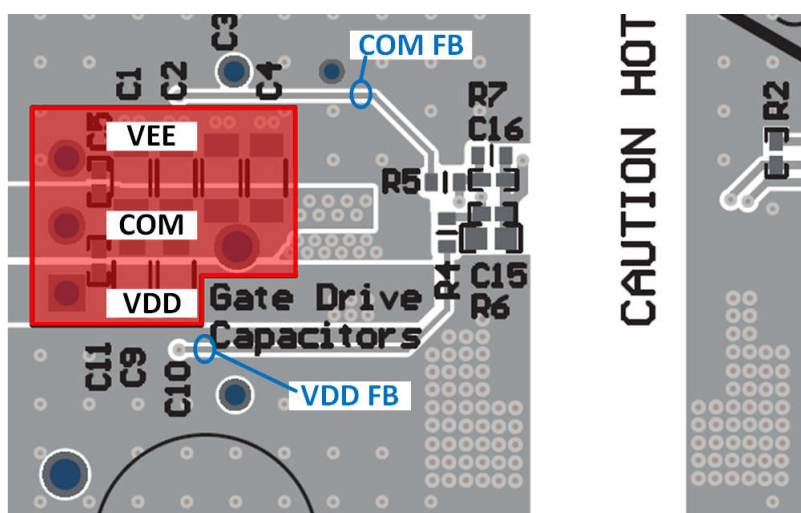 C3
COM FB
C1
C2
C4
R7
C16
R2
C5
VEE
R5
COM
VDD
Gate Drive
Capacitors
R4
C15
R6
C11
C9
C10
VDD FB
CAUTION HOT